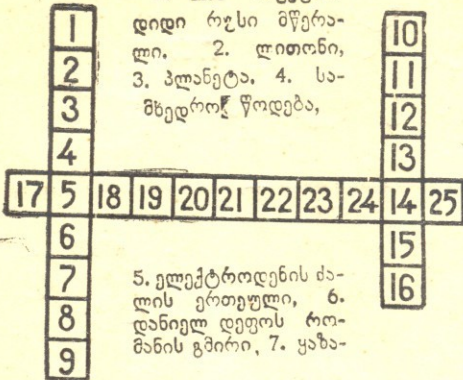 დიდი რუსი მწერა-
ლი. 2. ლითონი,
3. პლანეტა. 4. სა-
მხედრო წოდება,
1
2
3
4
17 5 18 19 20 21 22 23 24 14 25
6
7
8
9
10
11
12
13
15
16
5. ელექტროდენის ძა-
ლის ერთეული, 6.
დანიელ დეფოს რო-
მანის გმირი, 7. ყაზა-